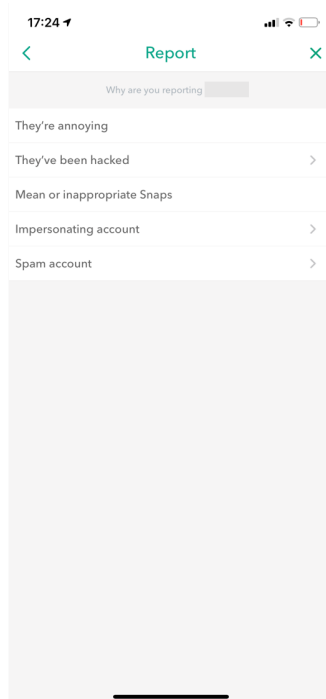 17:24
Report
Why are you reporting
They're annoying
They've been hacked
Mean or inappropriate Snaps
Impersonating account
Spam account